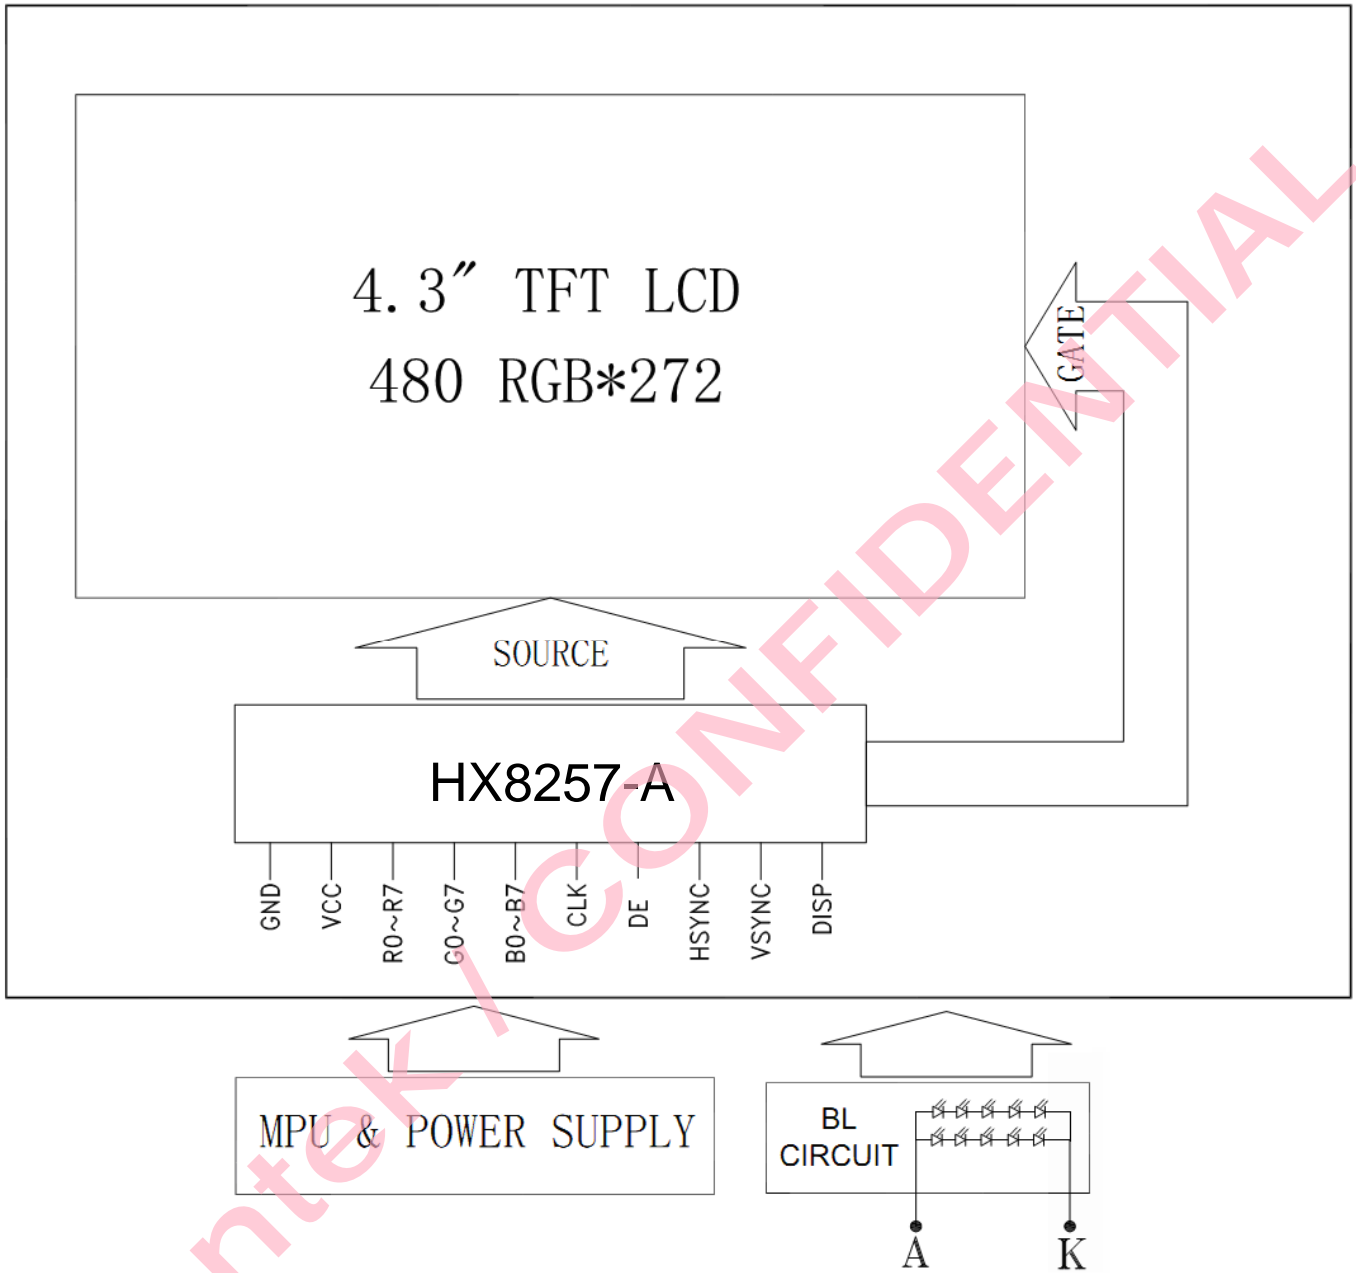 4.3″ TFT LCD
480 RGB*272
GATE
SOURCE
HX8257-A
GND
VCC
R0~R7
G0~G7
B0~B7
CLK
DE
HSYNC
VSYNC
DISP
MPU & POWER SUPPLY
BL
CIRCUIT
A
K
ntek / CONFIDENTIAL